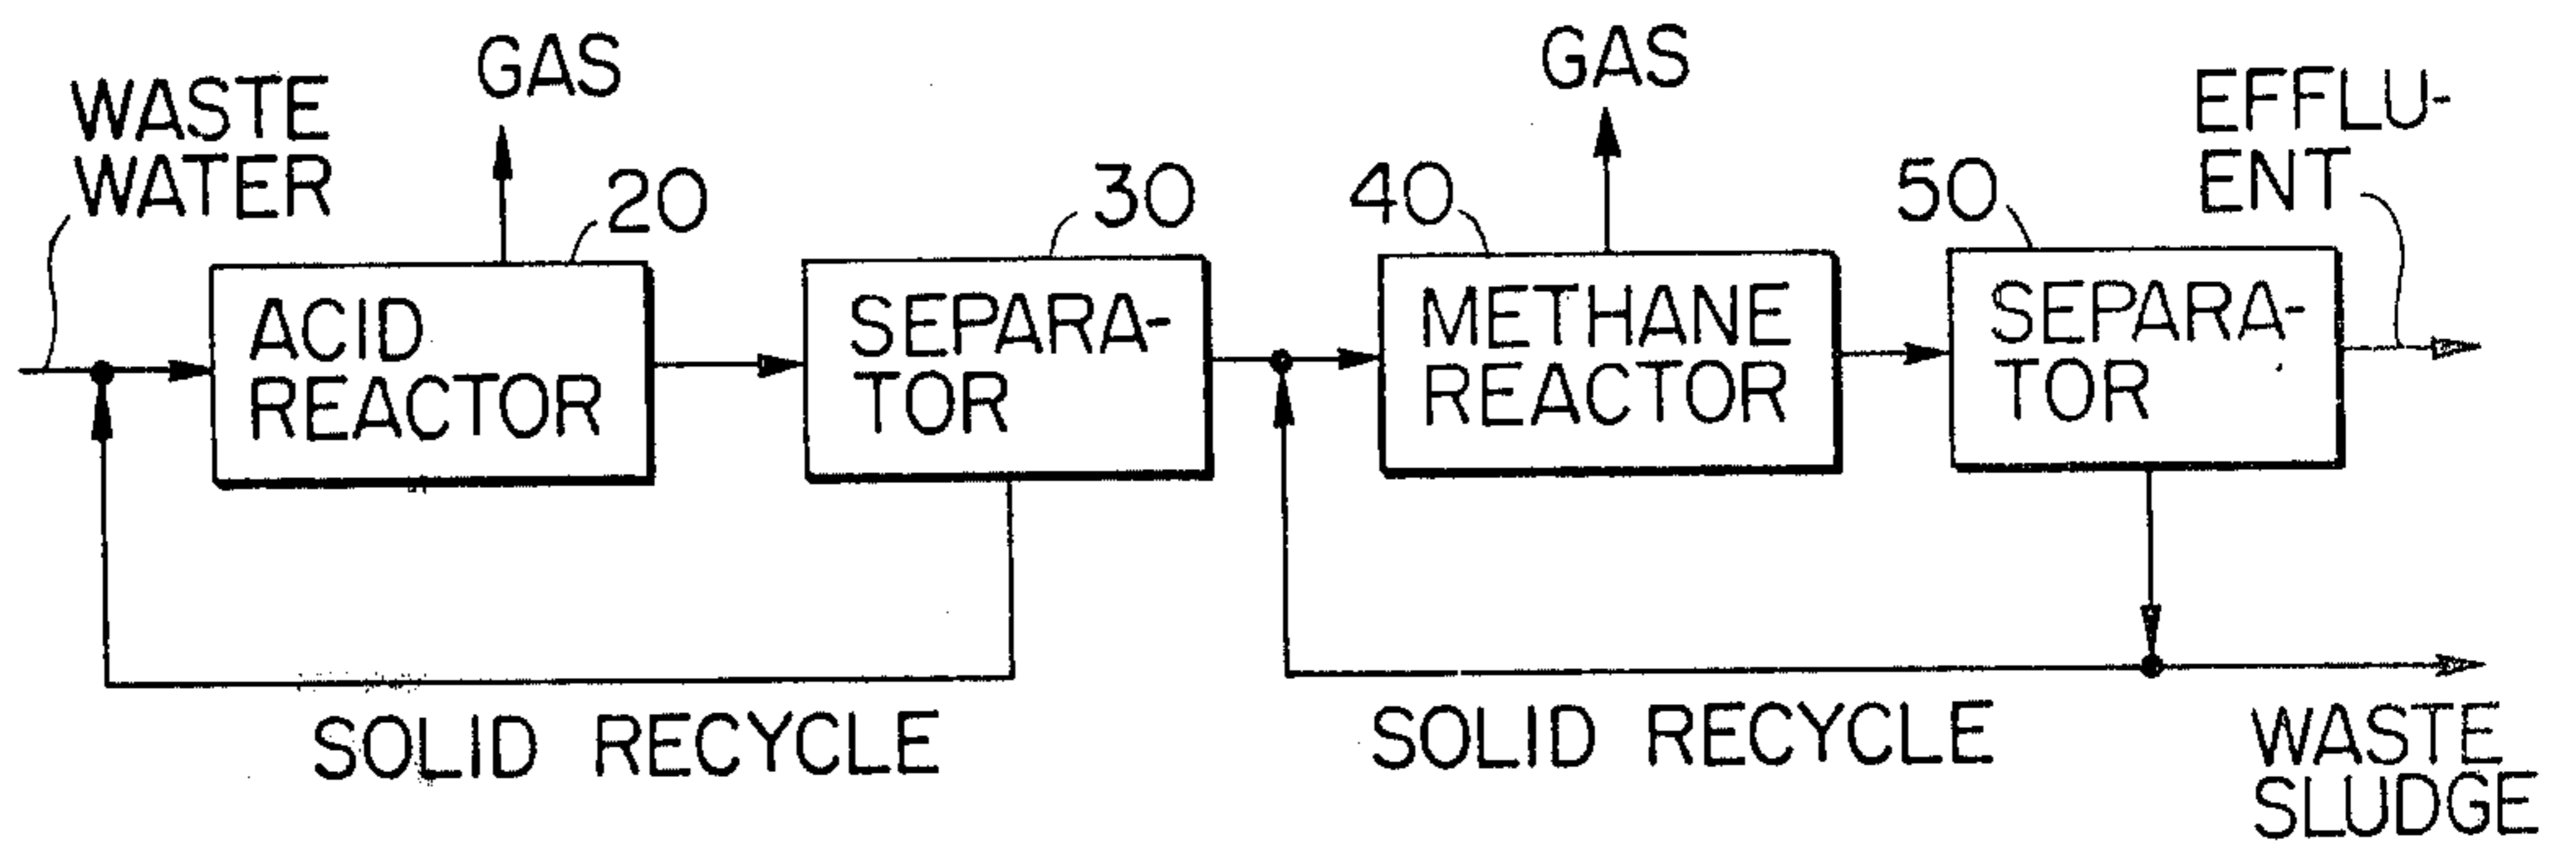 WASTE
WATER
GAS
20
30
40
GAS
50
EFFLU-
ENT
ACID
REACTOR
SEPARA-
TOR
METHANE
REACTOR
SEPARA-
TOR
SOLID RECYCLE
SOLID RECYCLE
WASTE
SLUDGE